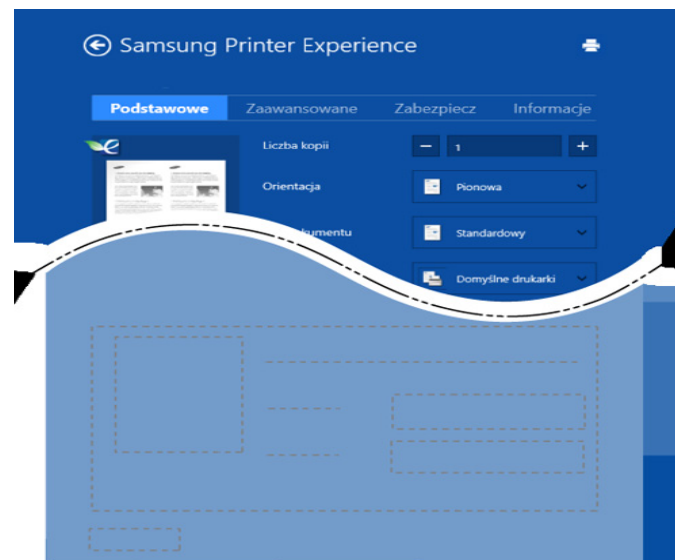 Samsung Printer Experience
Podstawowe Zaawansowane Zabezpiecz Informacje
Liczba kopii 1
Orientacja Pionowa
Standardowy
Domyślne drukarki